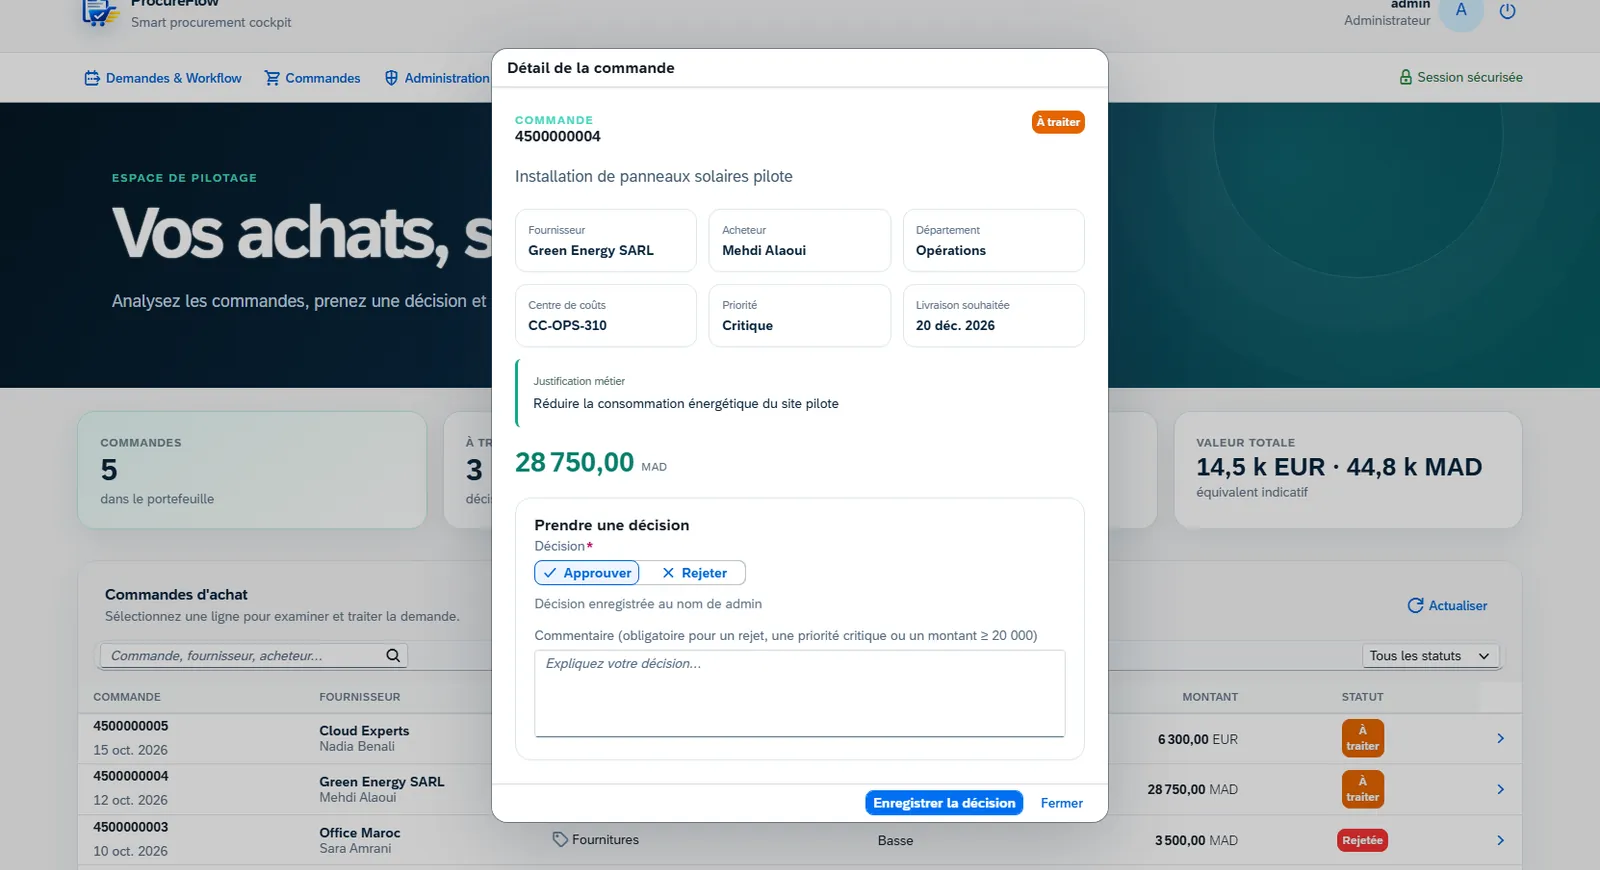 ProcureFlow
Smart procurement cockpit
admin
Administrateur
A
Demandes & Workflow
Commandes
Administration
Session sécurisée
ESPACE DE PILOTAGE
Vos achats, s
Analysez les commandes, prenez une décision et
Détail de la commande
COMMANDE
4500000004
À traiter
Installation de panneaux solaires pilote
Fournisseur
Green Energy SARL
Acheteur
Mehdi Alaoui
Département
Opérations
Centre de coûts
CC-OPS-310
Priorité
Critique
Livraison souhaitée
20 déc. 2026
Justification métier
Réduire la consommation énergétique du site pilote
28 750,00 MAD
Prendre une décision
Décision*
Approuver
Rejeter
Décision enregistrée au nom de admin
Commentaire (obligatoire pour un rejet, une priorité critique ou un montant ≥ 20 000)
Expliquez votre décision...
Enregistrer la décision
Fermer
COMMANDES
5
dans le portefeuille
À TR
3
déci
VALEUR TOTALE
14,5 k EUR · 44,8 k MAD
équivalent indicatif
Commandes d'achat
Sélectionnez une ligne pour examiner et traiter la demande.
Actualiser
Commande, fournisseur, acheteur...
Tous les statuts
COMMANDE
FOURNISSEUR
MONTANT
STATUT
4500000005
15 oct. 2026
Cloud Experts
Nadia Benali
6 300,00 EUR
À
traiter
4500000004
12 oct. 2026
Green Energy SARL
Mehdi Alaoui
28 750,00 MAD
À
traiter
4500000003
10 oct. 2026
Office Maroc
Sara Amrani
Fournitures
Basse
3 500,00 MAD
Rejetée